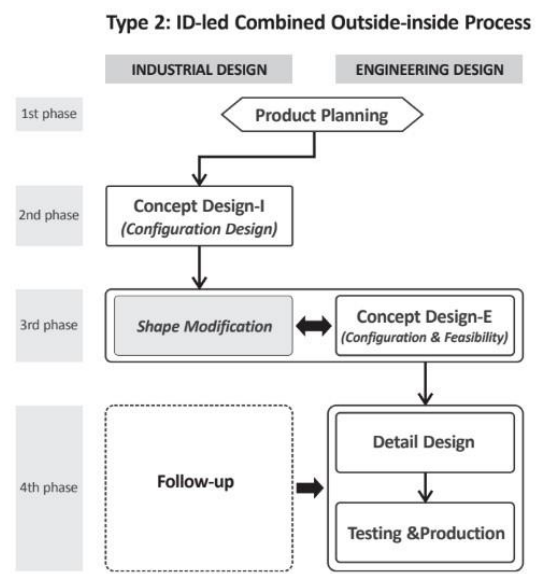 Type 2: ID-led Combined Outside-inside Process
INDUSTRIAL DESIGN
ENGINEERING DESIGN
1st phase
Product Planning
2nd phase
Concept Design-I
(Configuration Design)
3rd phase
Shape Modification
Concept Design-E
(Configuration & Feasibility)
4th phase
Follow-up
Detail Design
Testing &Production